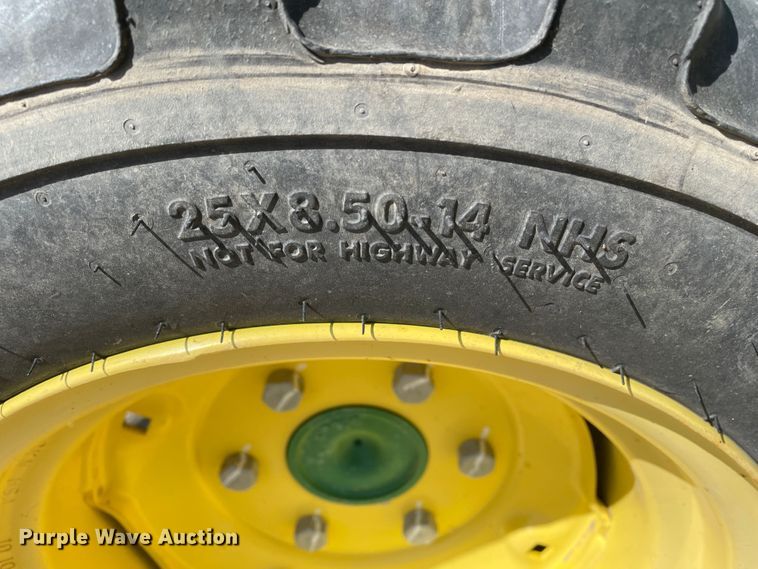 25X8.50-14 NHS
NOT FOR HIGHWAY SERVICE
Purple Wave Auction